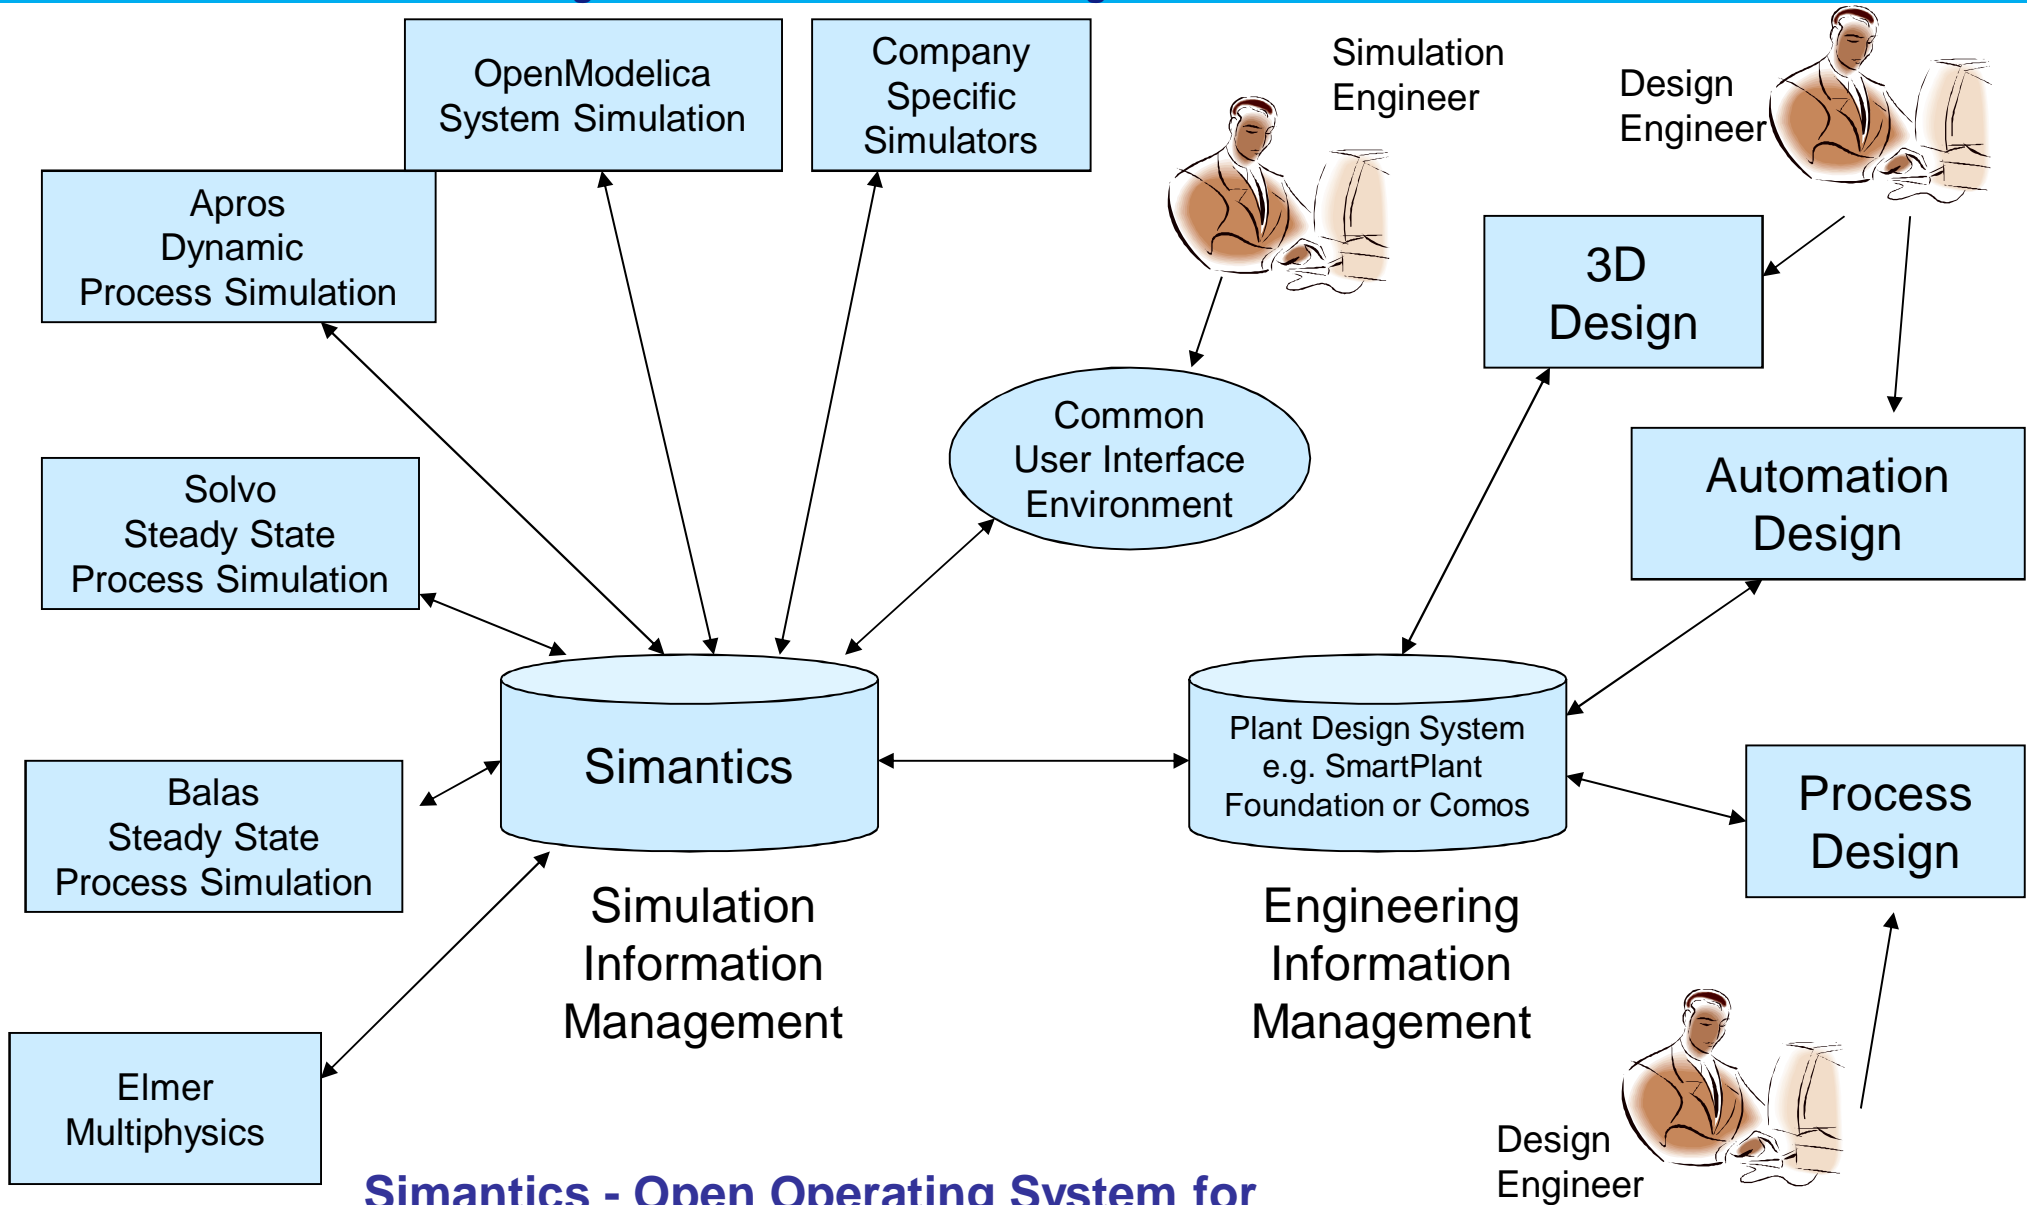 OpenModelica
System Simulation
Company
Specific
Simulators
Simulation
Engineer
Design
Engineer
Apros
Dynamic
Process Simulation
3D
Design
Common
User Interface
Environment
Automation
Design
Solvo
Steady State
Process Simulation
Simantics
Plant Design System
e.g. SmartPlant
Foundation or Comos
Process
Design
Balas
Steady State
Process Simulation
Simulation
Information
Management
Engineering
Information
Management
Elmer
Multiphysics
Design
Engineer
Simantics - Open Operating System for